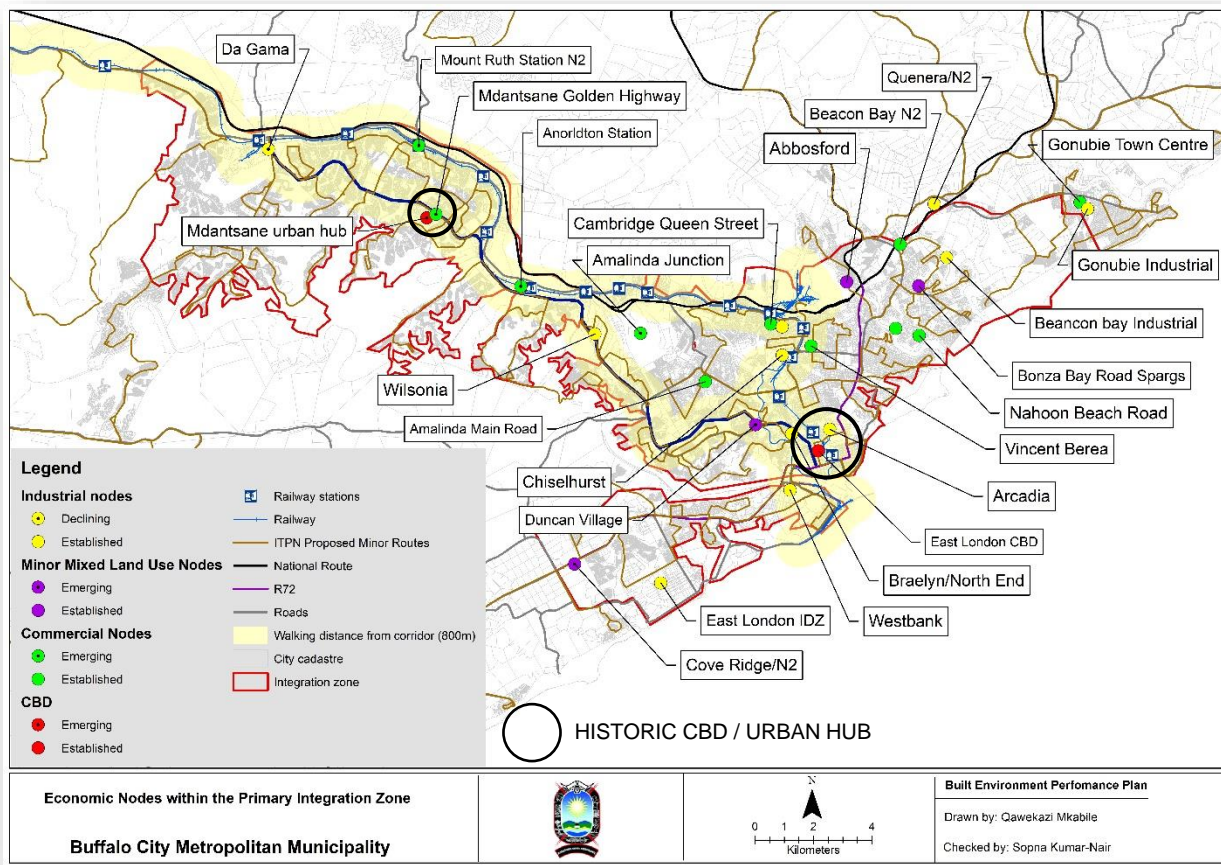 Da Gama
Mount Ruth Station N2
Mdantsane Golden Highway
Anorldton Station
Quenera/N2
Beacon Bay N2
Abbosford
Gonubie Town Centre
Cambridge Queen Street
Mdantsane urban hub
Amalinda Junction
Gonubie Industrial
Beancon bay Industrial
Wilsonia
Bonza Bay Road Spargs
Nahoon Beach Road
Amalinda Main Road
Vincent Berea
Chiselhurst
Arcadia
Duncan Village
East London CBD
Braelyn/North End
East London IDZ
Westbank
Cove Ridge/N2
Legend
Industrial nodes
Declining
Established
Minor Mixed Land Use Nodes
Emerging
Established
Commercial Nodes
Emerging
Established
CBD
Emerging
Established
Railway stations
Railway
ITPN Proposed Minor Routes
National Route
R72
Roads
Walking distance from corridor (800m)
City cadastre
Integration zone
HISTORIC CBD / URBAN HUB
Economic Nodes within the Primary Integration Zone
Buffalo City Metropolitan Municipality
N
0 1 2 4
Kilometers
Built Environment Perfomance Plan
Drawn by: Qawekazi Mkabile
Checked by: Sopna Kumar-Nair